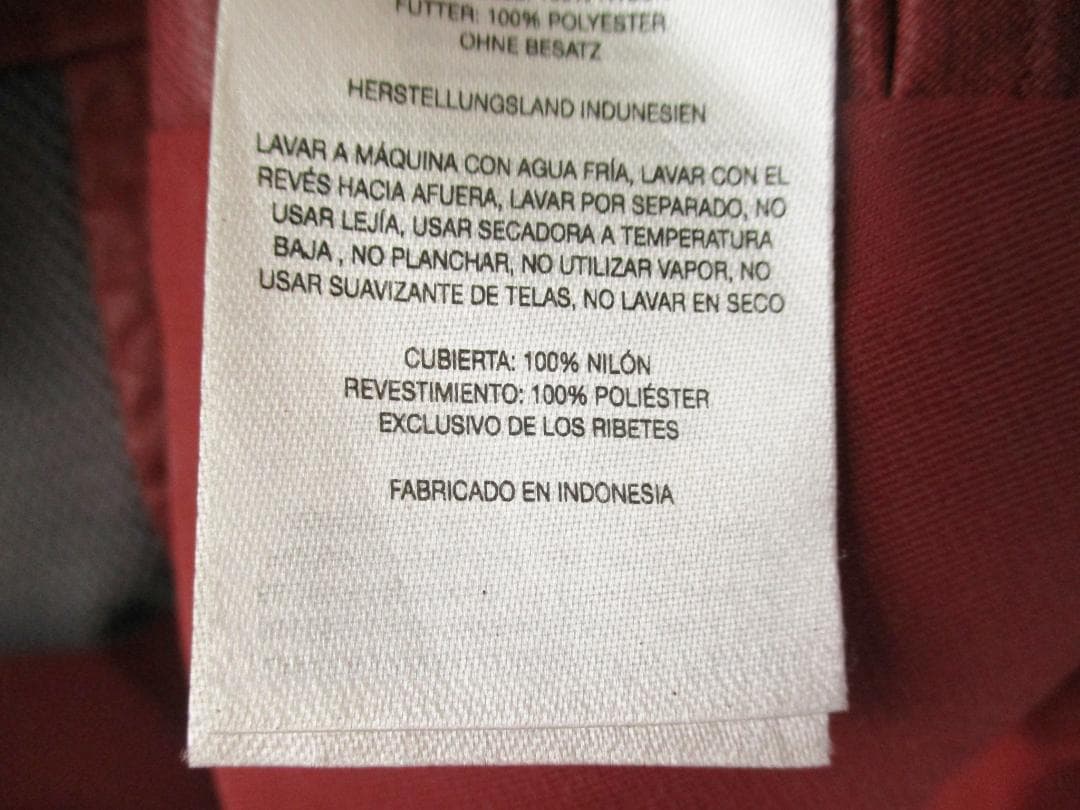 FUTTER: 100% POLYESTER
OHNE BESATZ
HERSTELLUNGSLAND INDUNESIEN
LAVAR A MÁQUINA CON AGUA FRÍA, LAVAR CON EL
REVÉS HACIA AFUERA, LAVAR POR SEPARADO, NO
USAR LEJÍA, USAR SECADORA A TEMPERATURA
BAJA , NO PLANCHAR, NO UTILIZAR VAPOR, NO
USAR SUAVIZANTE DE TELAS, NO LAVAR EN SECO
CUBIERTA: 100% NILÓN
REVESTIMIENTO: 100% POLIÉSTER
EXCLUSIVO DE LOS RIBETES
FABRICADO EN INDONESIA